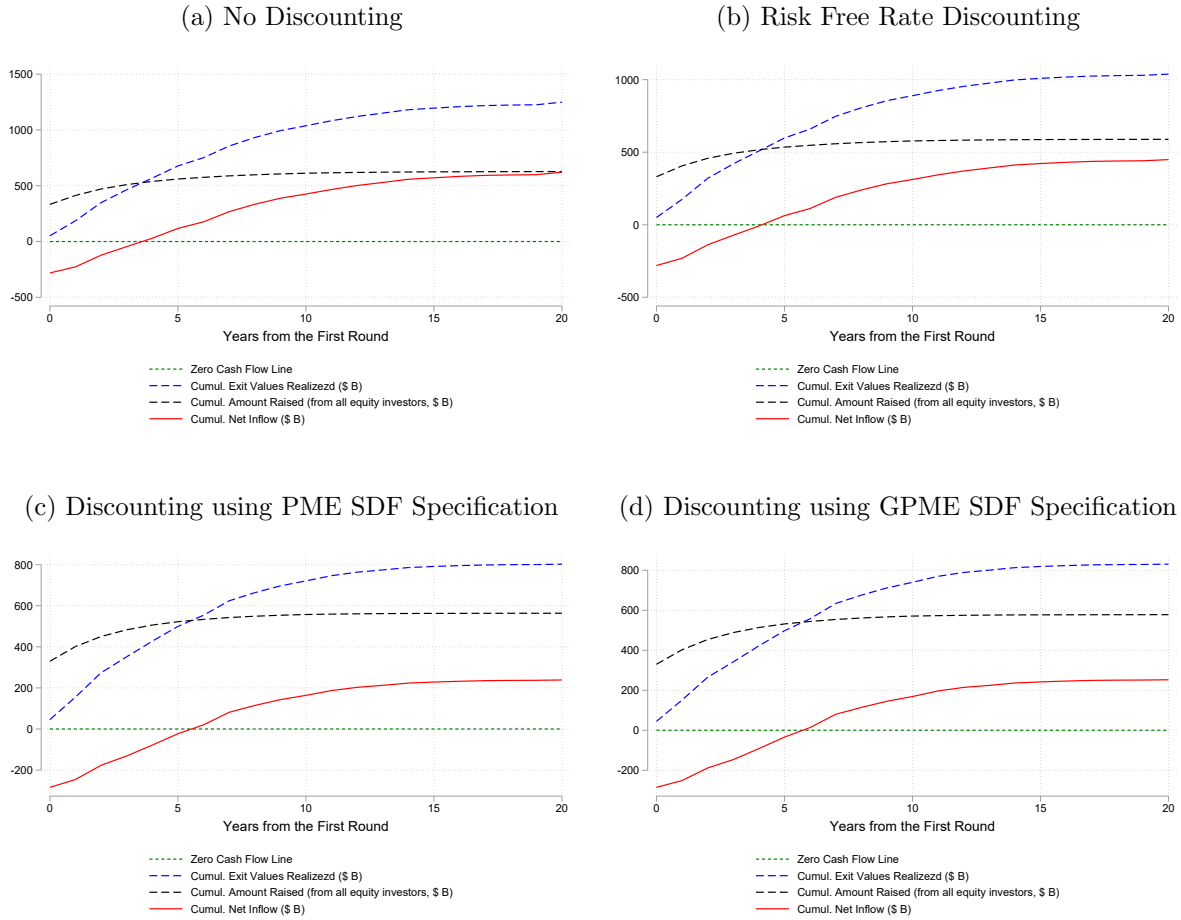 (a) No Discounting
1500
1000
500
0
-500
0 5 10 15 20
Years from the First Round
Zero Cash Flow Line
Cumul. Exit Values Realizezd ($ B)
Cumul. Amount Raised (from all equity investors, $ B)
Cumul. Net Inflow ($ B)
(b) Risk Free Rate Discounting
1000
500
0
-500
0 5 10 15 20
Years from the First Round
Zero Cash Flow Line
Cumul. Exit Values Realizezd ($ B)
Cumul. Amount Raised (from all equity investors, $ B)
Cumul. Net Inflow ($ B)
(c) Discounting using PME SDF Specification
800
600
400
200
0
-200
0 5 10 15 20
Years from the First Round
Zero Cash Flow Line
Cumul. Exit Values Realizezd ($ B)
Cumul. Amount Raised (from all equity investors, $ B)
Cumul. Net Inflow ($ B)
(d) Discounting using GPME SDF Specification
800
600
400
200
0
-200
0 5 10 15 20
Years from the First Round
Zero Cash Flow Line
Cumul. Exit Values Realizezd ($ B)
Cumul. Amount Raised (from all equity investors, $ B)
Cumul. Net Inflow ($ B)